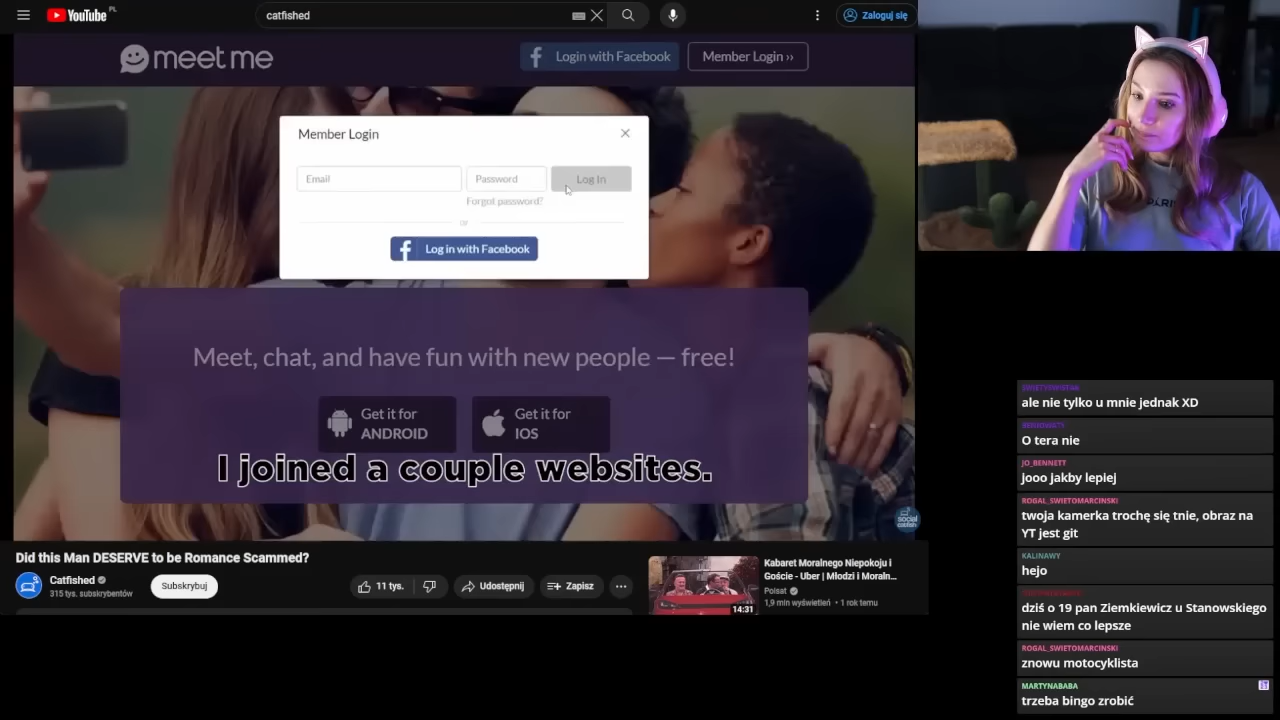 YouTube PL
catfished
Zaloguj się
meet me
Login with Facebook
Member Login ››
Member Login
Email
Password
Log In
Forgot password?
or
Log in with Facebook
Meet, chat, and have fun with new people — free!
Get it for
ANDROID
Get it for
IOS
I joined a couple websites.
social
catfish
Did this Man DESERVE to be Romance Scammed?
Catfished
315 tys. subskrybentów
Subskrybuj
11 tys.
Udostępnij
Zapisz
14:31
Kabaret Moralnego Niepokoju i
Goście - Uber | Młodzi i Moraln...
Polsat
1,9 mln wyświetleń • 1 rok temu
ale nie tylko u mnie jednak XD
O tera nie
JO_BENNETT
jooo jakby lepiej
ROGAL_SWIETOMARCINSKI
twoja kamerka trochę się tnie, obraz na
YT jest git
KALINAWY
hejo
dziś o 19 pan Ziemkiewicz u Stanowskiego
nie wiem co lepsze
ROGAL_SWIETOMARCINSKI
znowu motocyklista
MARTYNABABA
trzeba bingo zrobić